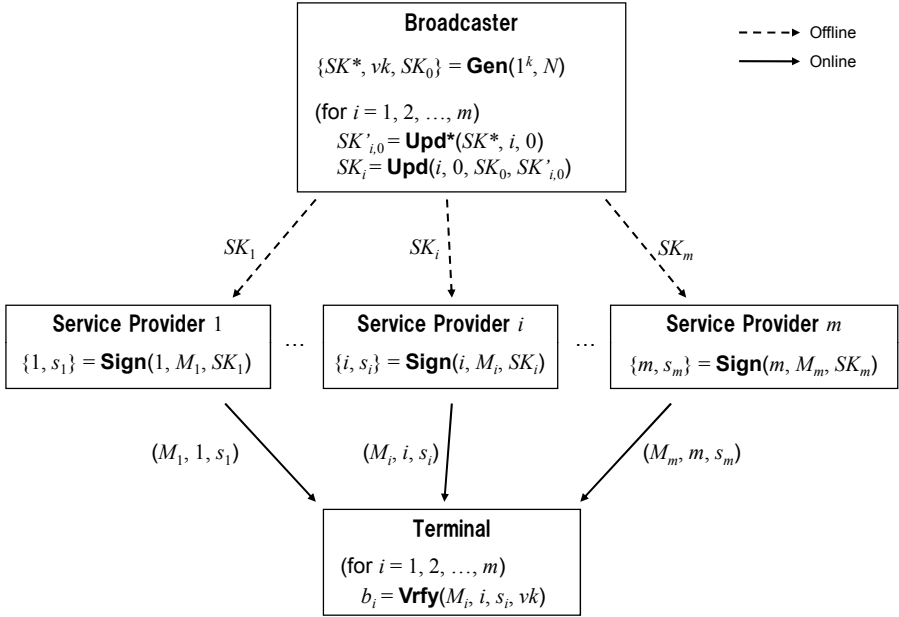 Broadcaster
{SK*, vk, SK0} = Gen(1^k, N)
(for i = 1, 2, …, m)
SK'i,0 = Upd*(SK*, i, 0)
SKi = Upd(i, 0, SK0, SK'i,0)
Offline
Online
SK1
SKi
SKm
Service Provider 1
{1, s1} = Sign(1, M1, SK1)
…
Service Provider i
{i, si} = Sign(i, Mi, SKi)
…
Service Provider m
{m, sm} = Sign(m, Mm, SKm)
(M1, 1, s1)
(Mi, i, si)
(Mm, m, sm)
Terminal
(for i = 1, 2, …, m)
bi = Vrfy(Mi, i, si, vk)